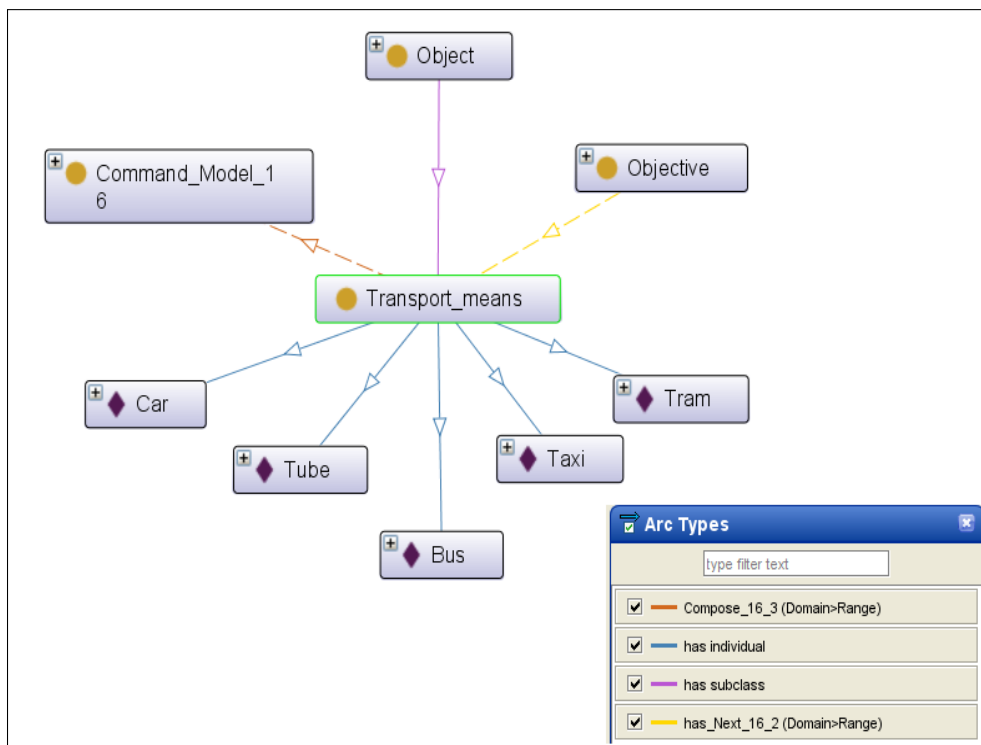 Object
Command_Model_1
6
Objective
Transport_means
Car
Tube
Bus
Taxi
Tram
Arc Types
type filter text
Compose_16_3 (Domain>Range)
has individual
has subclass
has_Next_16_2 (Domain>Range)